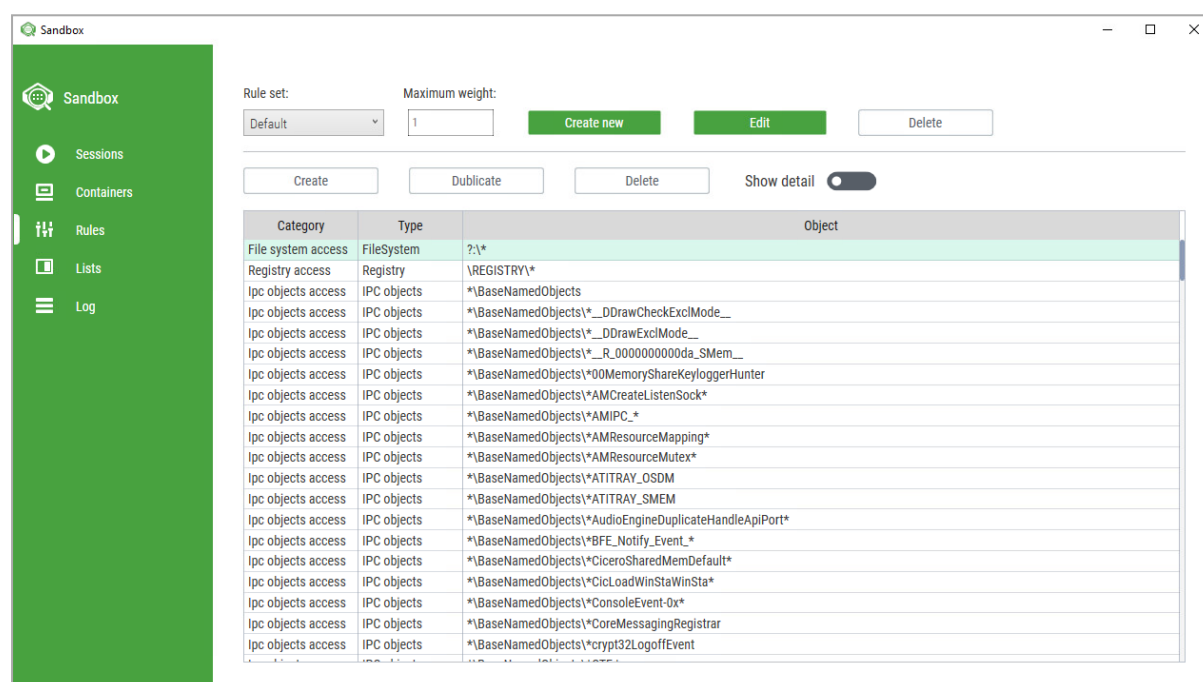 Sandbox
Sandbox
Sessions
Containers
Rules
Lists
Log
Rule set: Maximum weight:
Default 1 Create new Edit Delete
Create Dublicate Delete Show detail
Category Type Object
File system access FileSystem ?:\*
Registry access Registry \REGISTRY\*
Ipc objects access IPC objects *\BaseNamedObjects
Ipc objects access IPC objects *\BaseNamedObjects\*__DDrawCheckExclMode__
Ipc objects access IPC objects *\BaseNamedObjects\*__DDrawExclMode__
Ipc objects access IPC objects *\BaseNamedObjects\*__R_0000000000da_SMem__
Ipc objects access IPC objects *\BaseNamedObjects\*00MemoryShareKeyloggerHunter
Ipc objects access IPC objects *\BaseNamedObjects\*AMCreateListenSock*
Ipc objects access IPC objects *\BaseNamedObjects\*AMIPC_*
Ipc objects access IPC objects *\BaseNamedObjects\*AMResourceMapping*
Ipc objects access IPC objects *\BaseNamedObjects\*AMResourceMutex*
Ipc objects access IPC objects *\BaseNamedObjects\*ATITRAY_OSDM
Ipc objects access IPC objects *\BaseNamedObjects\*ATITRAY_SMEM
Ipc objects access IPC objects *\BaseNamedObjects\*AudioEngineDuplicateHandleApiPort*
Ipc objects access IPC objects *\BaseNamedObjects\*BFE_Notify_Event_*
Ipc objects access IPC objects *\BaseNamedObjects\*CiceroSharedMemDefault*
Ipc objects access IPC objects *\BaseNamedObjects\*CicLoadWinStaWinSta*
Ipc objects access IPC objects *\BaseNamedObjects\*ConsoleEvent-0x*
Ipc objects access IPC objects *\BaseNamedObjects\*CoreMessagingRegistrar
Ipc objects access IPC objects *\BaseNamedObjects\*crypt32LogoffEvent